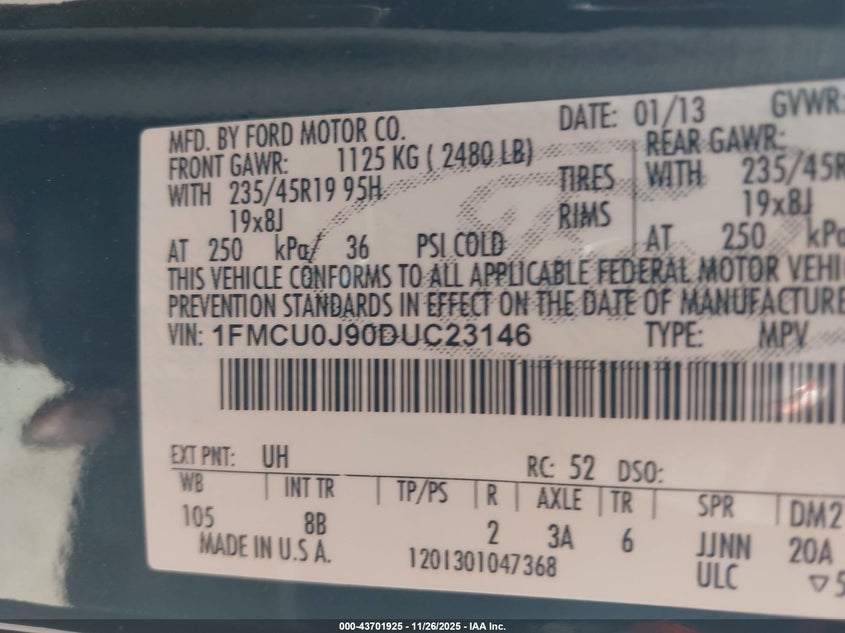 DATE: 01/13 GVWR:
MFD. BY FORD MOTOR CO.
FRONT GAWR: 1125 KG ( 2480 LB) REAR GAWR:
WITH 235/45R19 95H TIRES WITH 235/45R
19x8J RIMS 19x8J
AT 250 kPa/ 36 PSI COLD AT 250 kPa
THIS VEHICLE CONFORMS TO ALL APPLICABLE FEDERAL MOTOR VEHI
PREVENTION STANDARDS IN EFFECT ON THE DATE OF MANUFACTURE
VIN: 1FMCU0J90DUC23146 TYPE: MPV
EXT PNT: UH RC: 52 DSO:
WB INT TR TP/PS R AXLE TR SPR DM2
105 8B 2 3A 6 JJNN 20A
MADE IN U.S.A. 1201301047368 ULC ▽5
000-43701925 - 11/26/2025 - IAA Inc.